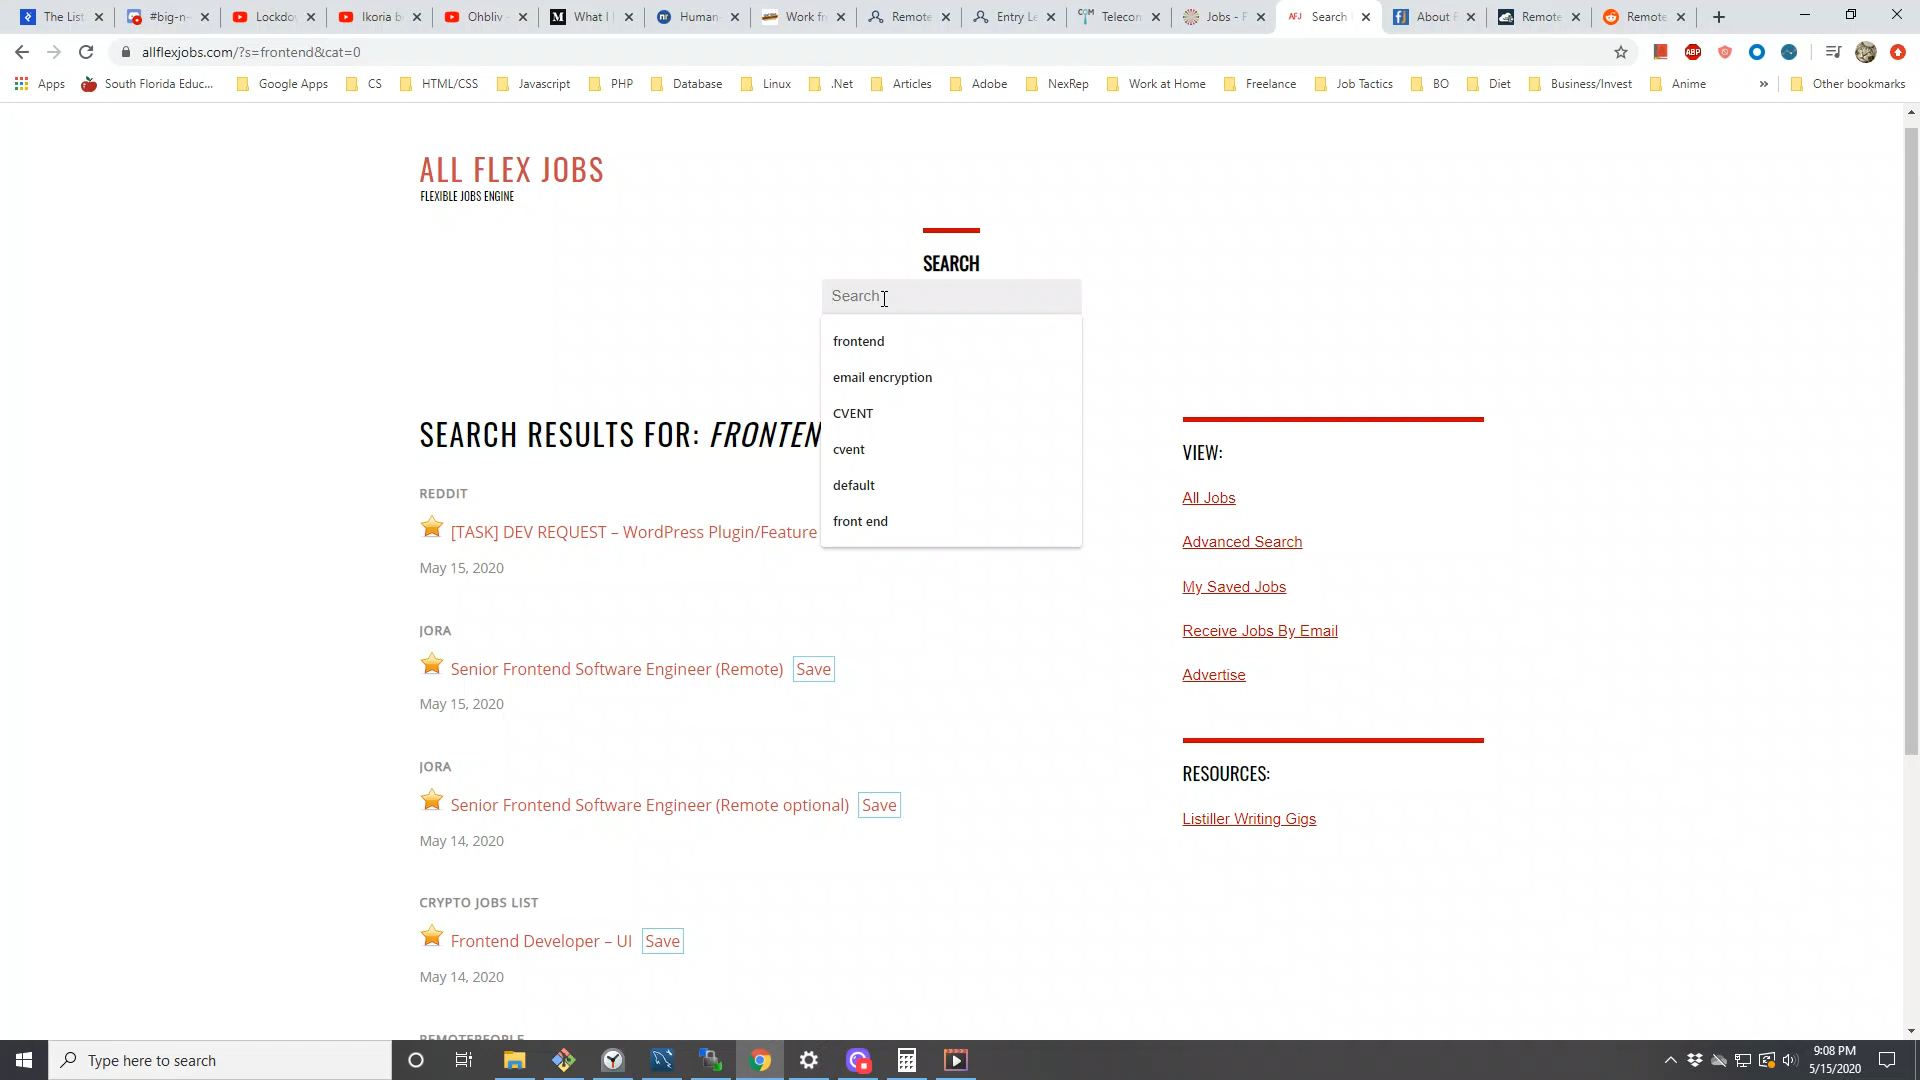 The List
#big-n-
Lockdo
Ikoria b
Ohbliv
What I
Human
Work fr
Remote
Entry Le
Telecon
Jobs - F
Search
About F
Remote
Remote
allflexjobs.com/?s=frontend&cat=0
Apps
South Florida Educ...
Google Apps
CS
HTML/CSS
Javascript
PHP
Database
Linux
.Net
Articles
Adobe
NexRep
Work at Home
Freelance
Job Tactics
BO
Diet
Business/Invest
Anime
»
Other bookmarks
ALL FLEX JOBS
FLEXIBLE JOBS ENGINE
SEARCH
Search
frontend
email encryption
CVENT
cvent
default
front end
SEARCH RESULTS FOR: FRONTEN
REDDIT
[TASK] DEV REQUEST – WordPress Plugin/Feature
May 15, 2020
JORA
Senior Frontend Software Engineer (Remote) Save
May 15, 2020
JORA
Senior Frontend Software Engineer (Remote optional) Save
May 14, 2020
CRYPTO JOBS LIST
Frontend Developer – UI Save
May 14, 2020
REMOTEPEOPLE
VIEW:
All Jobs
Advanced Search
My Saved Jobs
Receive Jobs By Email
Advertise
RESOURCES:
Listiller Writing Gigs
Type here to search
9:08 PM
5/15/2020